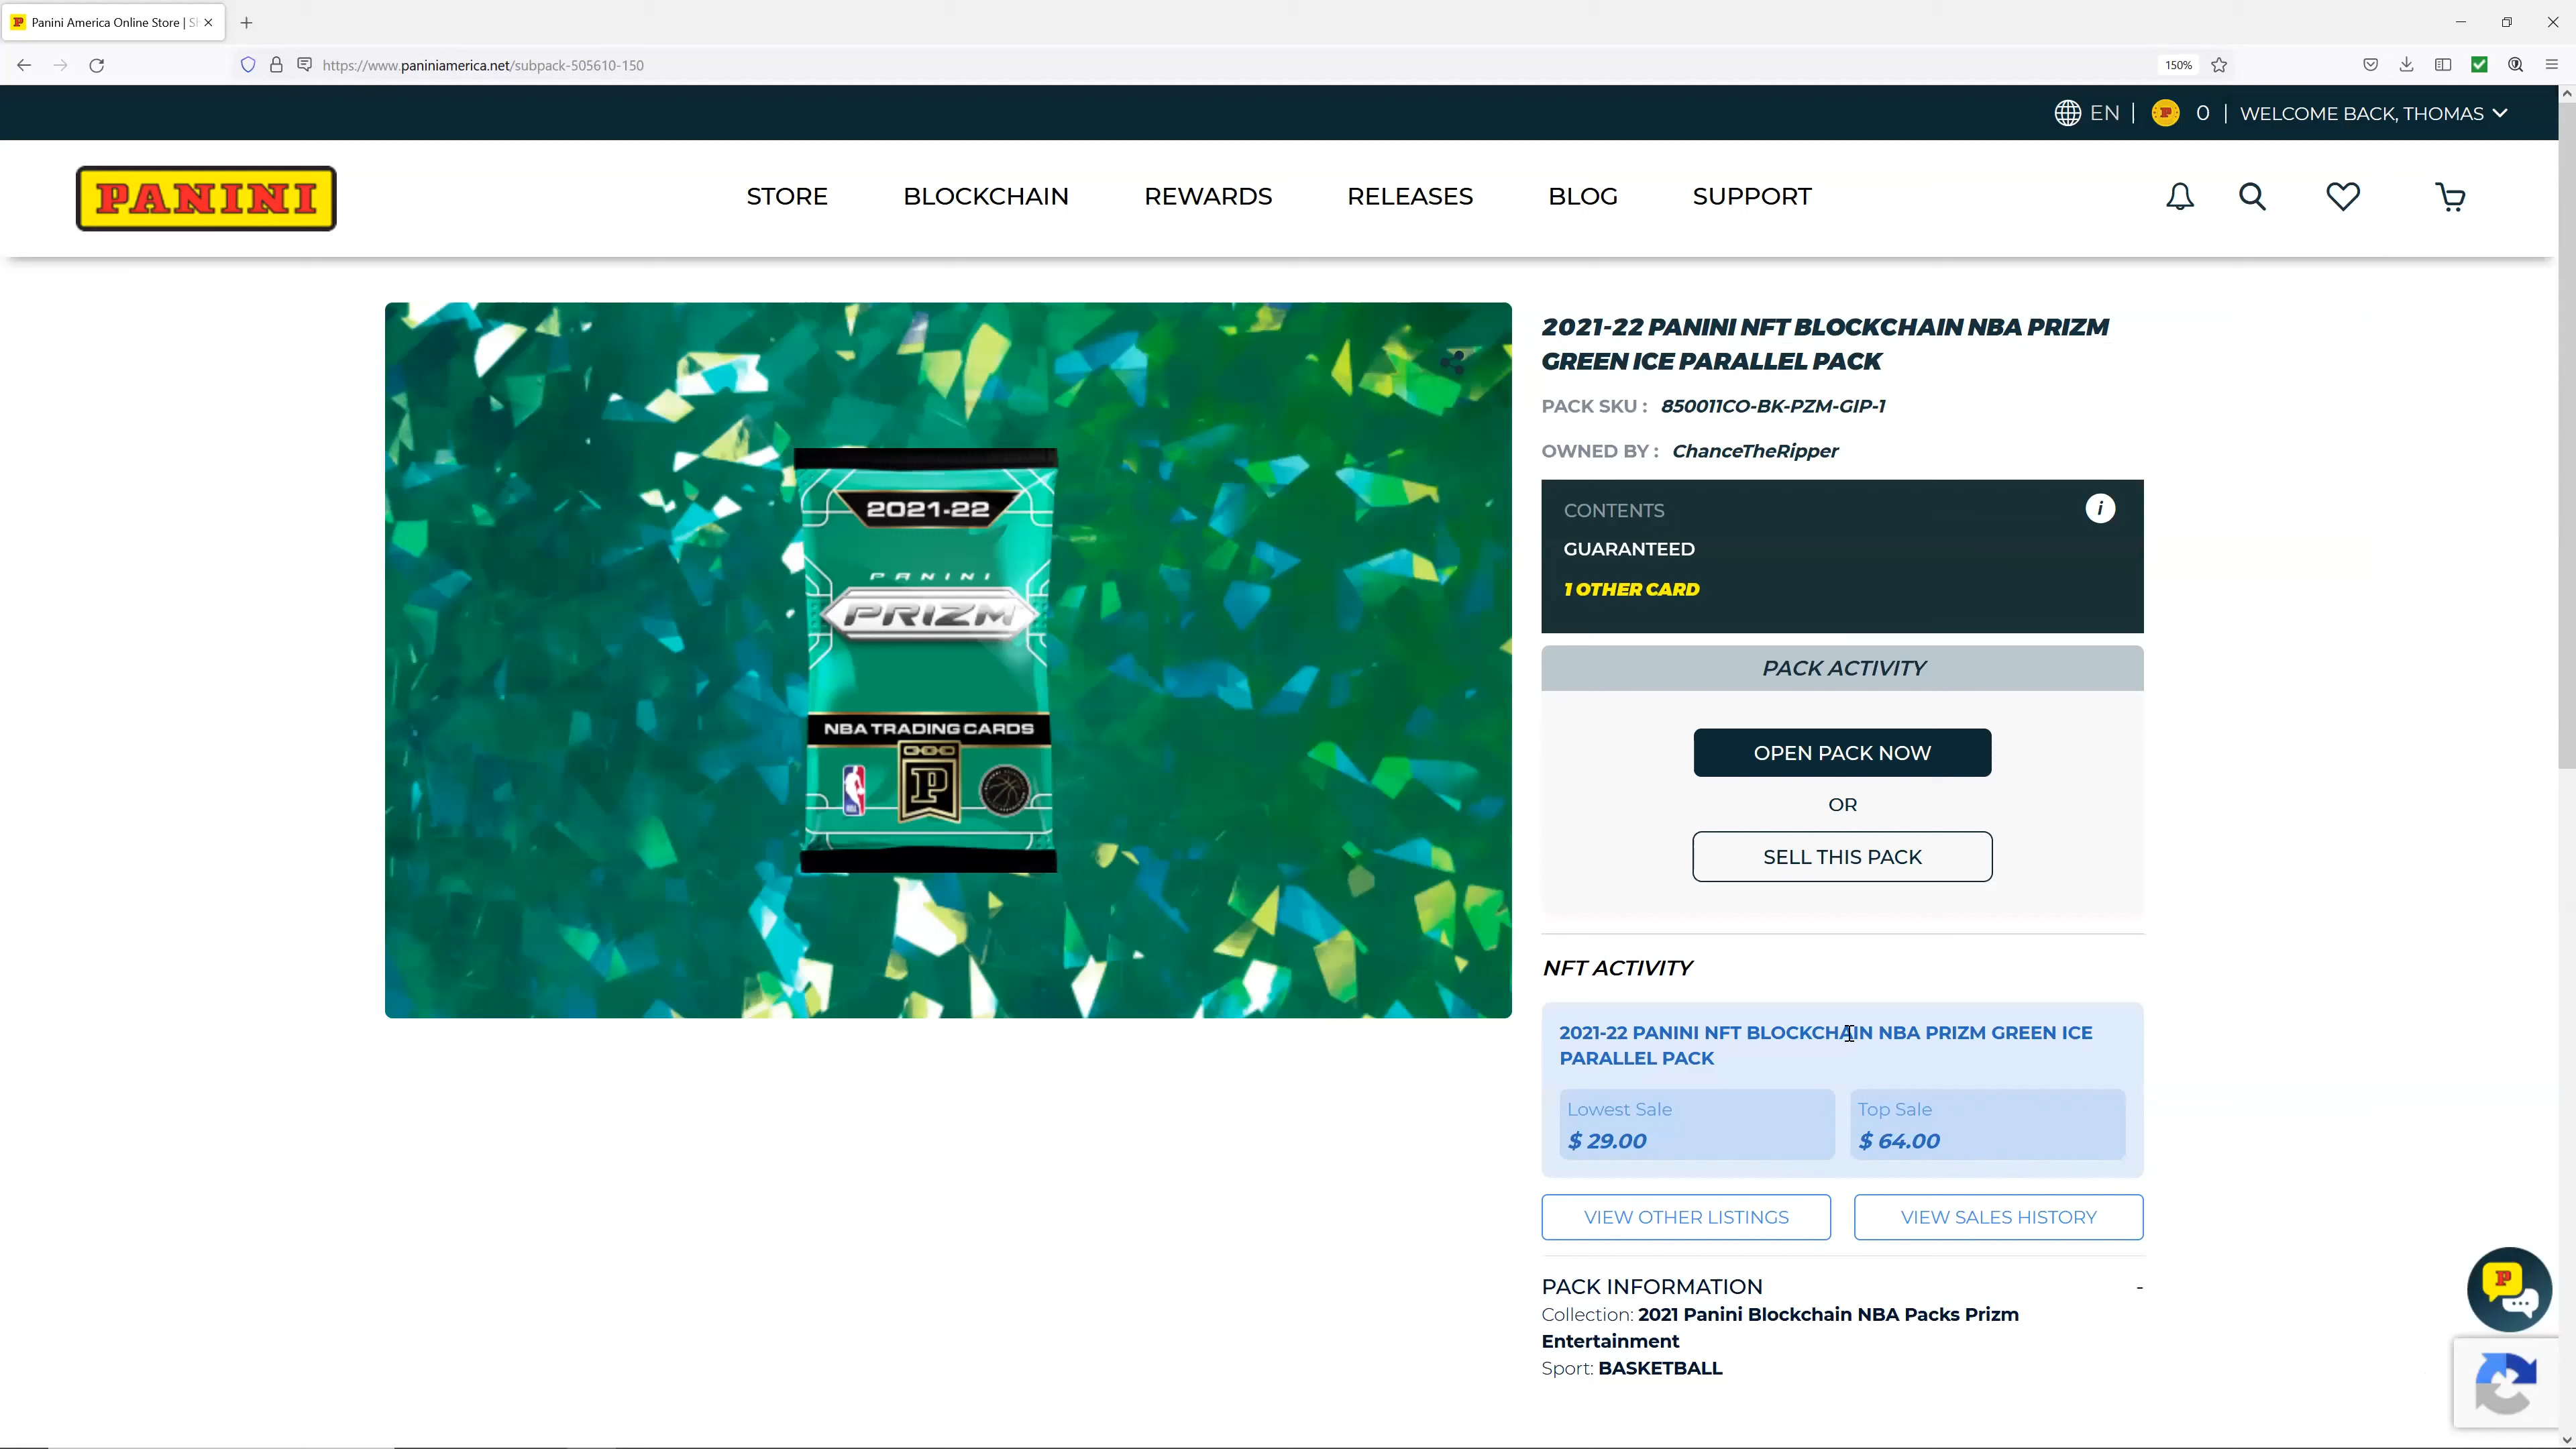 Panini America Online Store | S
https://www.paniniamerica.net/subpack-505610-150
150%
EN | 0 | WELCOME BACK, THOMAS
PANINI
STORE BLOCKCHAIN REWARDS RELEASES BLOG SUPPORT
2021-22
PANINI
PRIZM
NBA TRADING CARDS
P
2021-22 PANINI NFT BLOCKCHAIN NBA PRIZM
GREEN ICE PARALLEL PACK
PACK SKU : 850011CO-BK-PZM-GIP-1
OWNED BY : ChanceTheRipper
CONTENTS
i
GUARANTEED
1 OTHER CARD
PACK ACTIVITY
OPEN PACK NOW
OR
SELL THIS PACK
NFT ACTIVITY
2021-22 PANINI NFT BLOCKCHAIN NBA PRIZM GREEN ICE
PARALLEL PACK
Lowest Sale Top Sale
$ 29.00 $ 64.00
VIEW OTHER LISTINGS VIEW SALES HISTORY
PACK INFORMATION -
Collection: 2021 Panini Blockchain NBA Packs Prizm
Entertainment
Sport: BASKETBALL
P